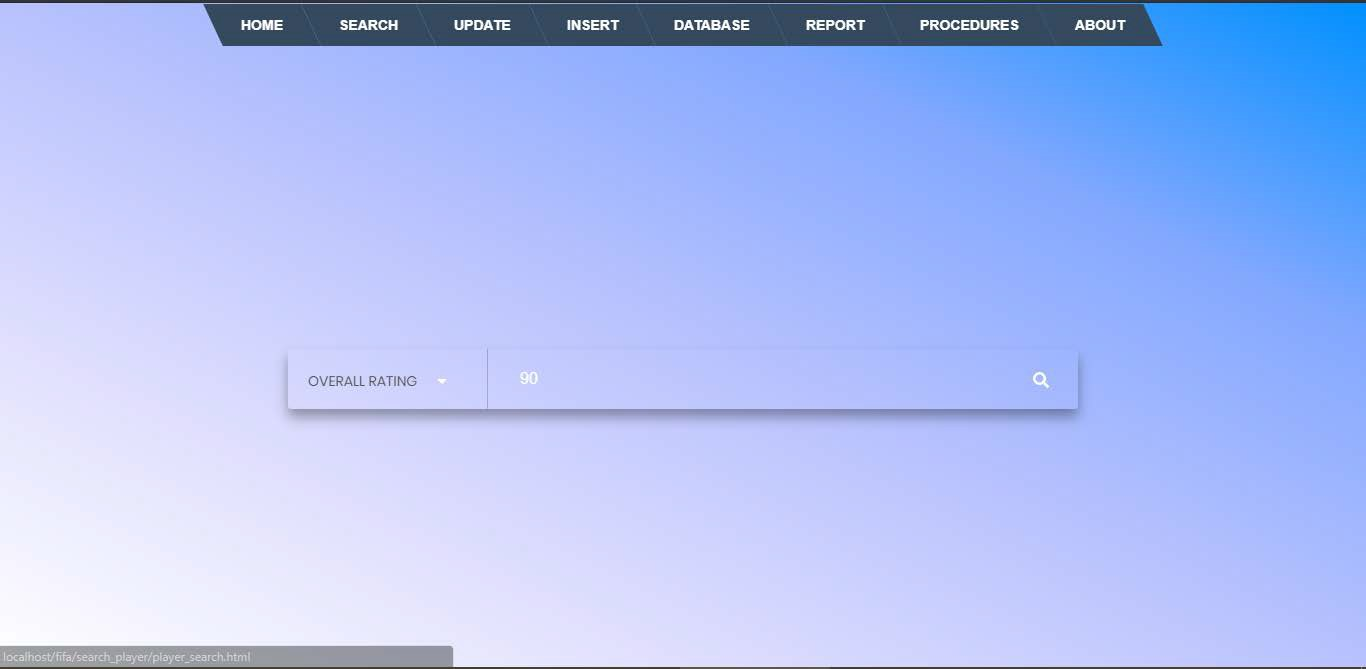 HOME SEARCH UPDATE INSERT DATABASE REPORT PROCEDURES ABOUT
OVERALL RATING 90
localhost/fifa/search_player/player_search.html